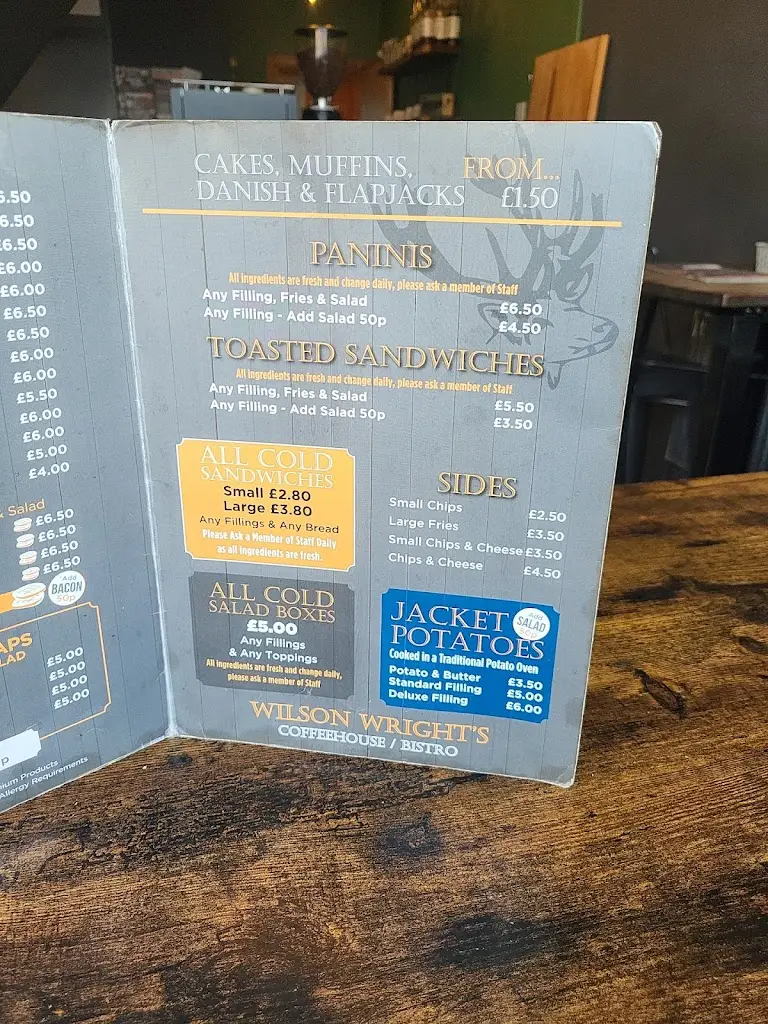 £6.50
£6.00
£6.00
£6.50
£6.50
£6.00
£6.00
£5.50
£6.00
£6.00
£5.00
£4.00
& Salad
£6.50
£6.50
£6.50
£6.50
Add
BACON
50p
£5.00
£5.00
£5.00
£5.00
Products
Allergy Requirements
CAKES, MUFFINS, FROM...
DANISH & FLAPJACKS £1.50
PANINIS
All ingredients are fresh and change daily, please ask a member of Staff
Any Filling, Fries & Salad £6.50
Any Filling - Add Salad 50p £4.50
TOASTED SANDWICHES
All ingredients are fresh and change daily, please ask a member of Staff
Any Filling, Fries & Salad £5.50
Any Filling - Add Salad 50p £3.50
ALL COLD
SANDWICHES
Small £2.80
Large £3.80
Any Fillings & Any Bread
Please Ask a Member of Staff Daily
as all ingredients are fresh.
SIDES
Small Chips £2.50
Large Fries £3.50
Small Chips & Cheese £3.50
Chips & Cheese £4.50
ALL COLD
SALAD BOXES
£5.00
Any Fillings
& Any Toppings
All ingredients are fresh and change daily,
please ask a member of Staff
JACKET
POTATOES
Add
SALAD
50p
Cooked in a Traditional Potato Oven
Potato & Butter £3.50
Standard Filling £5.00
Deluxe Filling £6.00
WILSON WRIGHT'S
COFFEEHOUSE / BISTRO